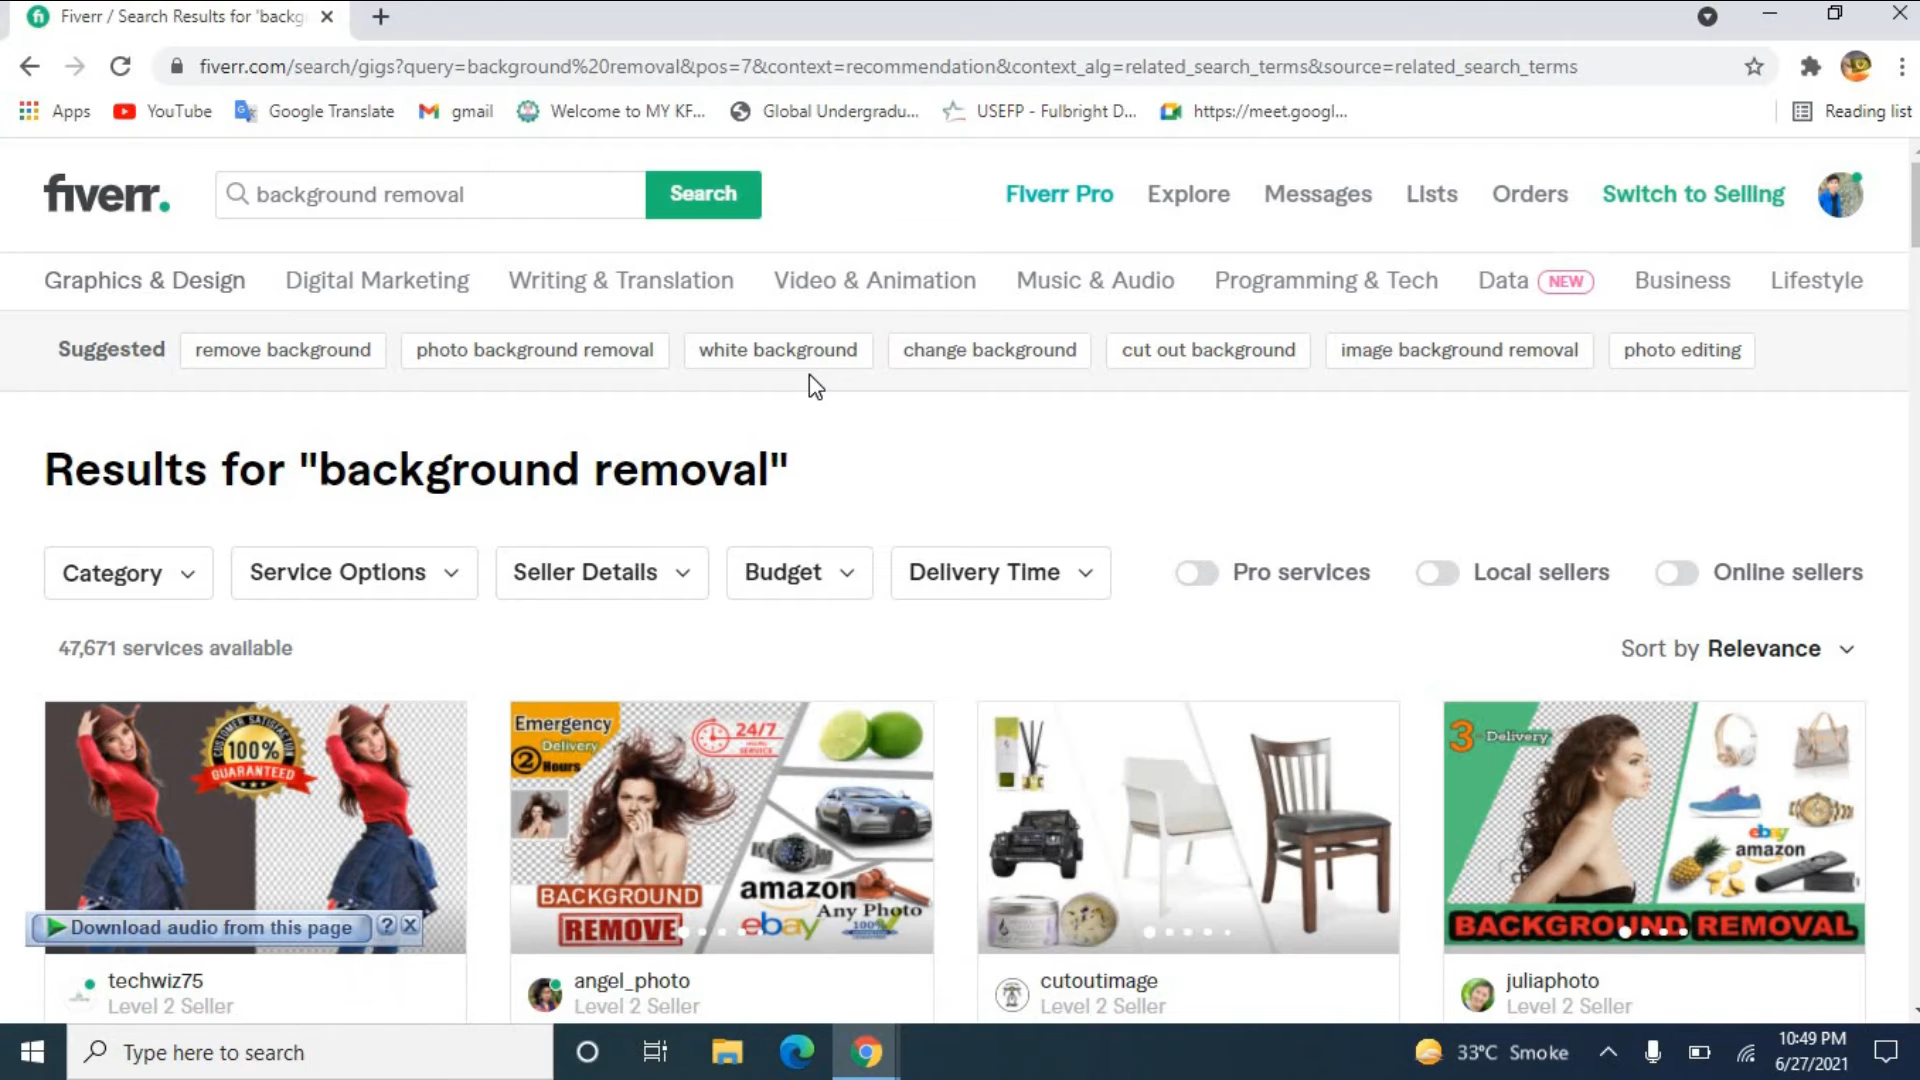 Fiverr / Search Results for 'backg
fiverr.com/search/gigs?query=background%20removal&pos=7&context=recommendation&context_alg=related_search_terms&source=related_search_terms
Apps YouTube Google Translate gmail Welcome to MY KF... Global Undergradu... USEFP - Fulbright D... https://meet.googl... Reading list
fiverr. background removal Search Fiverr Pro Explore Messages Lists Orders Switch to Selling
Graphics & Design Digital Marketing Writing & Translation Video & Animation Music & Audio Programming & Tech Data NEW Business Lifestyle
Suggested remove background photo background removal white background change background cut out background image background removal photo editing
Results for "background removal"
Category Service Options Seller Details Budget Delivery Time Pro services Local sellers Online sellers
47,671 services available Sort by Relevance
CUSTOMER SATISFACTION
100%
GUARANTEED
Emergency
Delivery
2 Hours
24/7
SERVICE
BACKGROUND
REMOVE
amazon
ebay
Any Photo
100%
3 Delivery
ebay
amazon
BACKGROUND REMOVAL
Download audio from this page ? X
techwiz75
Level 2 Seller
angel_photo
Level 2 Seller
cutoutimage
Level 2 Seller
juliaphoto
Level 2 Seller
Type here to search 33°C Smoke 10:49 PM
6/27/2021